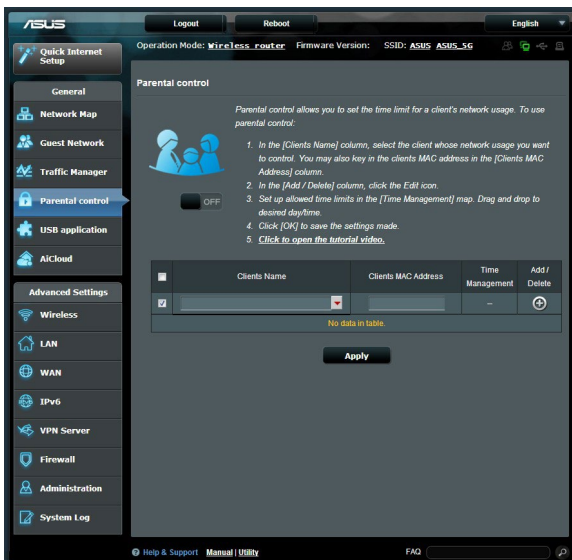 ASUS
Logout
Reboot
English
Quick Internet
Setup
Operation Mode: Wireless router Firmware Version: SSID: ASUS ASUS_5G
General
Network Map
Guest Network
Traffic Manager
Parental control
USB application
AiCloud
Advanced Settings
Wireless
LAN
WAN
IPv6
VPN Server
Firewall
Administration
System Log
Parental control
Parental control allows you to set the time limit for a client's network usage. To use
parental control:
1. In the [Clients Name] column, select the client whose network usage you want
to control. You may also key in the clients MAC address in the [Clients MAC
Address] column.
2. In the [Add / Delete] column, click the Edit icon.
3. Set up allowed time limits in the [Time Management] map. Drag and drop to
desired day/time.
4. Click [OK] to save the settings made.
5. Click to open the tutorial video.
OFF
Clients Name
Clients MAC Address
Time
Management
Add /
Delete
–
No data in table.
Apply
Help & Support Manual | Utility
FAQ